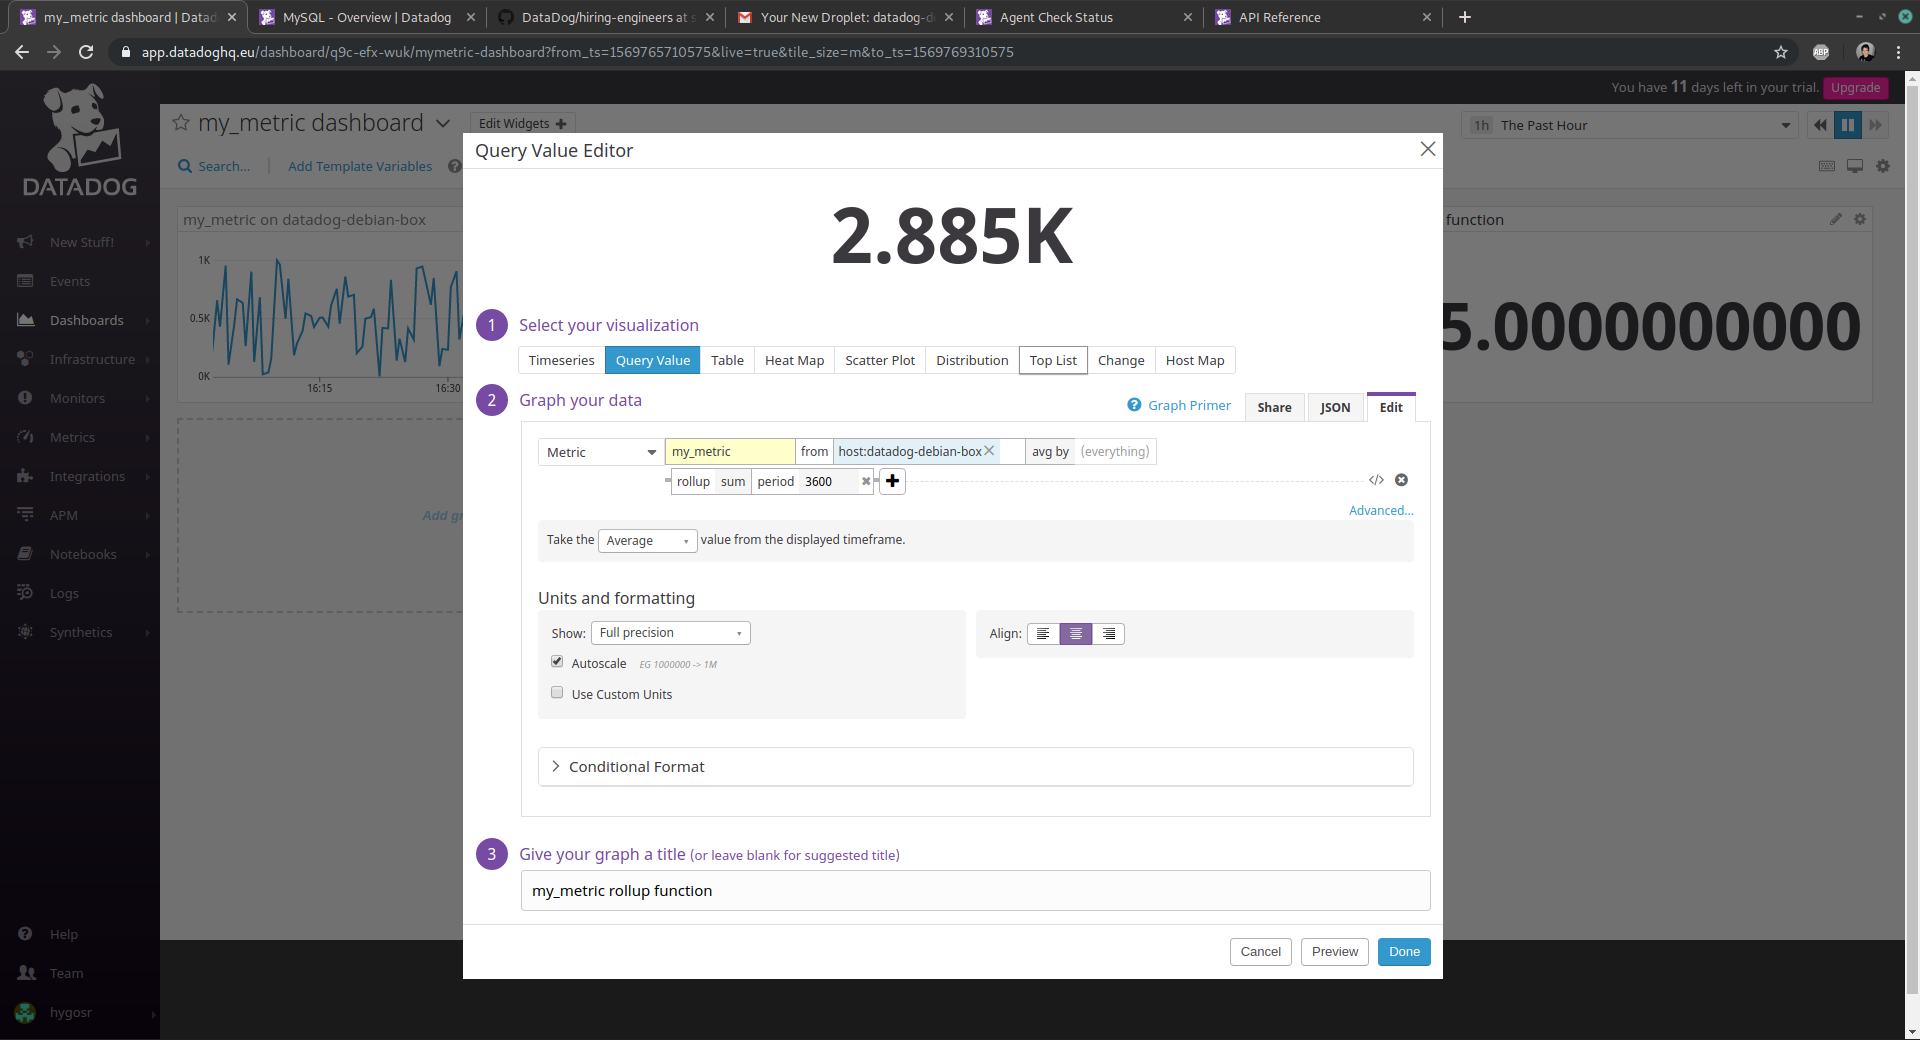 my_metric dashboard | Datad
MySQL - Overview | Datadog
DataDog/hiring-engineers at s
Your New Droplet: datadog-d
Agent Check Status
API Reference
app.datadoghq.eu/dashboard/q9c-efx-wuk/mymetric-dashboard?from_ts=1569765710575&live=true&tile_size=m&to_ts=1569769310575
ABP
You have 11 days left in your trial.
Upgrade
DATADOG
my_metric dashboard
Edit Widgets
1h The Past Hour
Search...
Add Template Variables
New Stuff!
Events
Dashboards
Infrastructure
Monitors
Metrics
Integrations
APM
Notebooks
Logs
Synthetics
Help
Team
hygosr
my_metric on datadog-debian-box
1K
0.5K
0K
16:15
16:30
Add gr
function
5.0000000000
Query Value Editor
2.885K
1 Select your visualization
Timeseries
Query Value
Table
Heat Map
Scatter Plot
Distribution
Top List
Change
Host Map
2 Graph your data
Graph Primer
Share
JSON
Edit
Metric
my_metric
from
host:datadog-debian-box
avg by
(everything)
rollup sum period 3600
</>
Advanced...
Take the Average value from the displayed timeframe.
Units and formatting
Show: Full precision
Autoscale EG 1000000 -> 1M
Use Custom Units
Align:
Conditional Format
3 Give your graph a title (or leave blank for suggested title)
my_metric rollup function
Cancel
Preview
Done